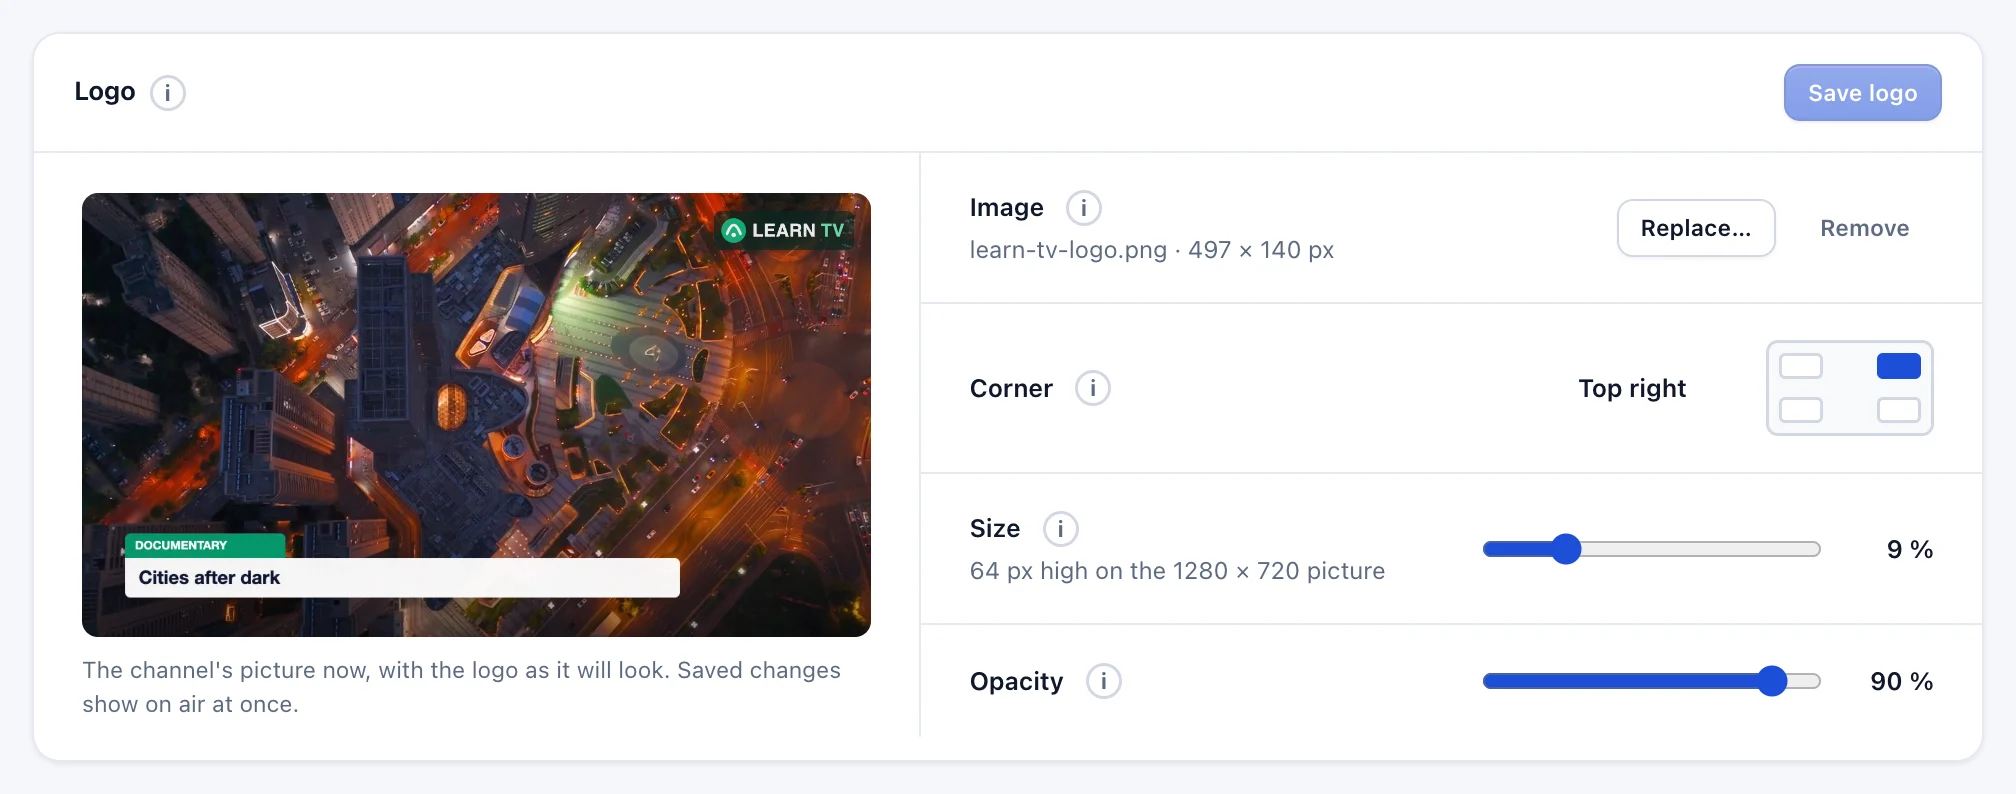 Logo
Save logo
LEARN TV
DOCUMENTARY
Cities after dark
The channel's picture now, with the logo as it will look. Saved changes
show on air at once.
Image
learn-tv-logo.png · 497 × 140 px
Replace...
Remove
Corner
Top right
Size
64 px high on the 1280 × 720 picture
9 %
Opacity
90 %